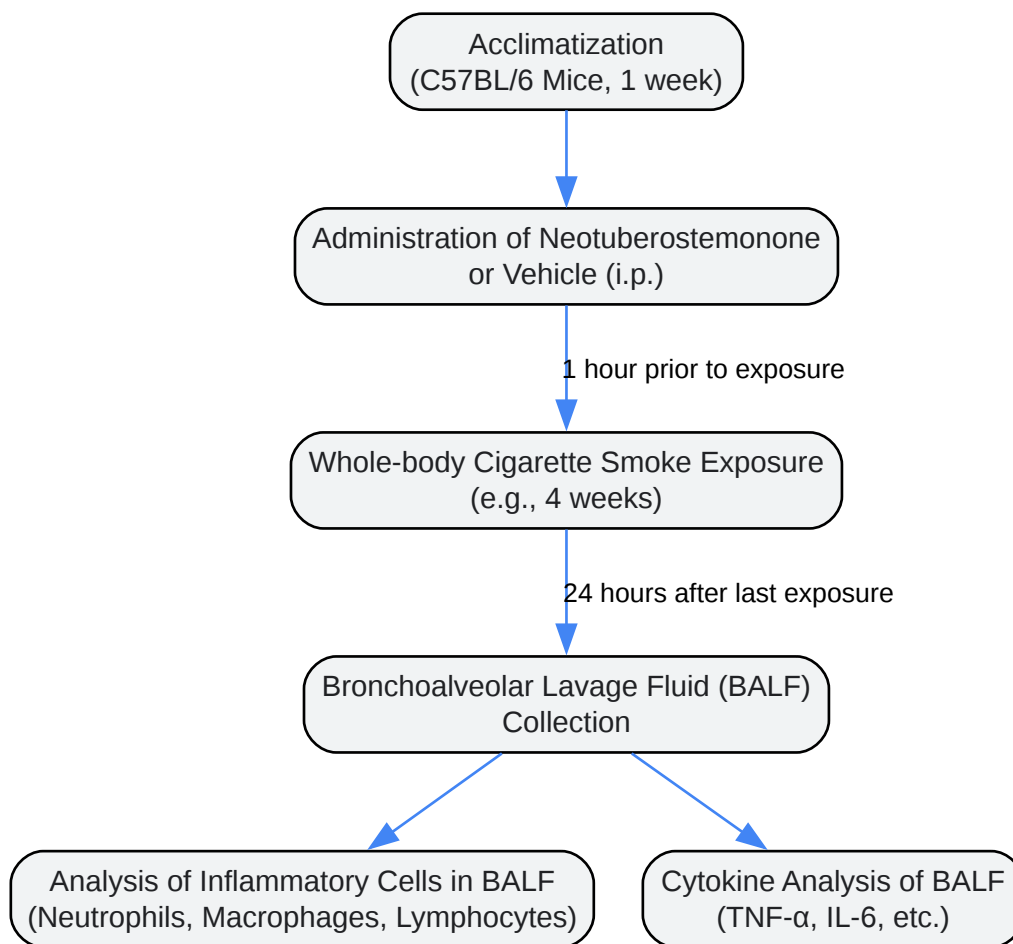 Acclimatization
(C57BL/6 Mice, 1 week)
Administration of Neotuberostemonone
or Vehicle (i.p.)
1 hour prior to exposure
Whole-body Cigarette Smoke Exposure
(e.g., 4 weeks)
24 hours after last exposure
Bronchoalveolar Lavage Fluid (BALF)
Collection
Analysis of Inflammatory Cells in BALF
(Neutrophils, Macrophages, Lymphocytes)
Cytokine Analysis of BALF
(TNF-α, IL-6, etc.)